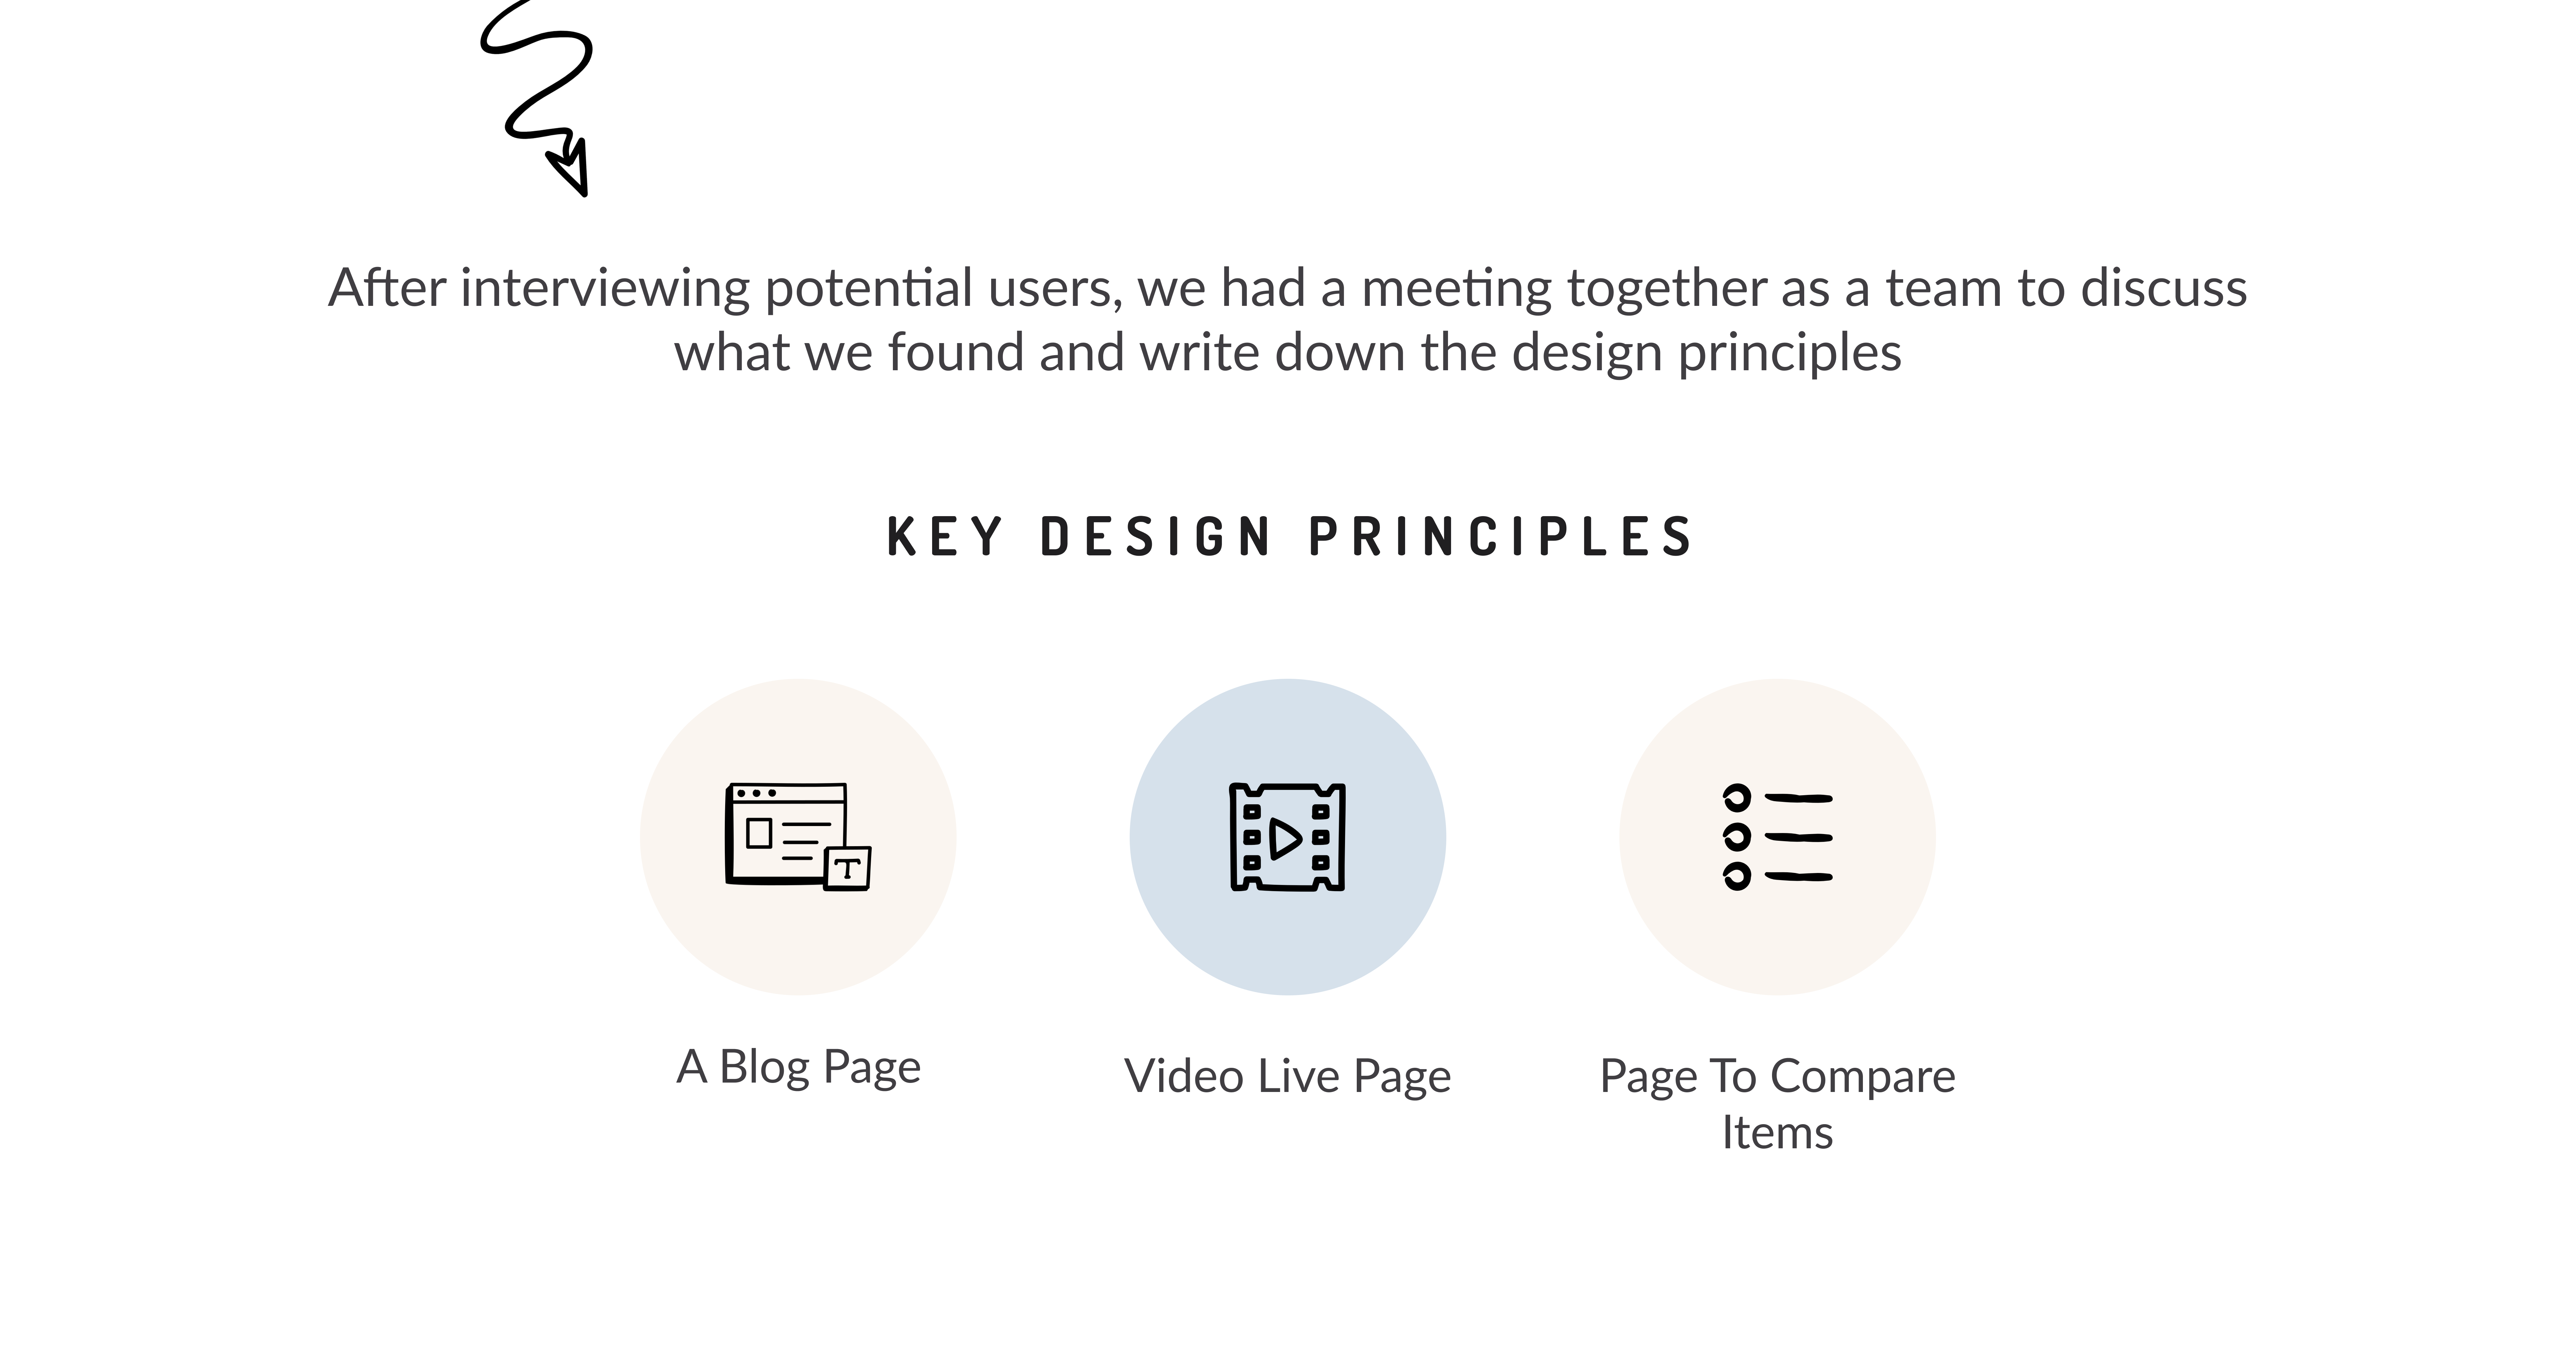 After interviewing potential users, we had a meeting together as a team to discuss
what we found and write down the design principles
KEY DESIGN PRINCIPLES
T
A Blog Page
Video Live Page
Page To Compare
Items